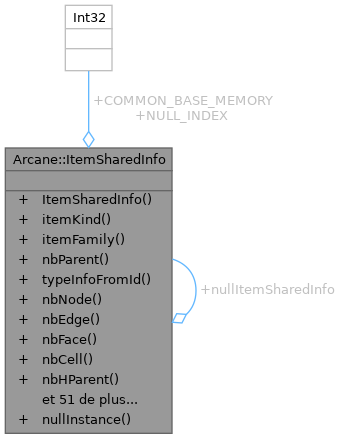 Int32
+COMMON_BASE_MEMORY
+NULL_INDEX
Arcane::ItemSharedInfo
+ ItemSharedInfo()
+ itemKind()
+ itemFamily()
+ nbParent()
+ typeInfoFromId()
+ nbNode()
+ nbEdge()
+ nbFace()
+ nbCell()
+ nbHParent()
et 51 de plus...
+ nullInstance()
+nullItemSharedInfo